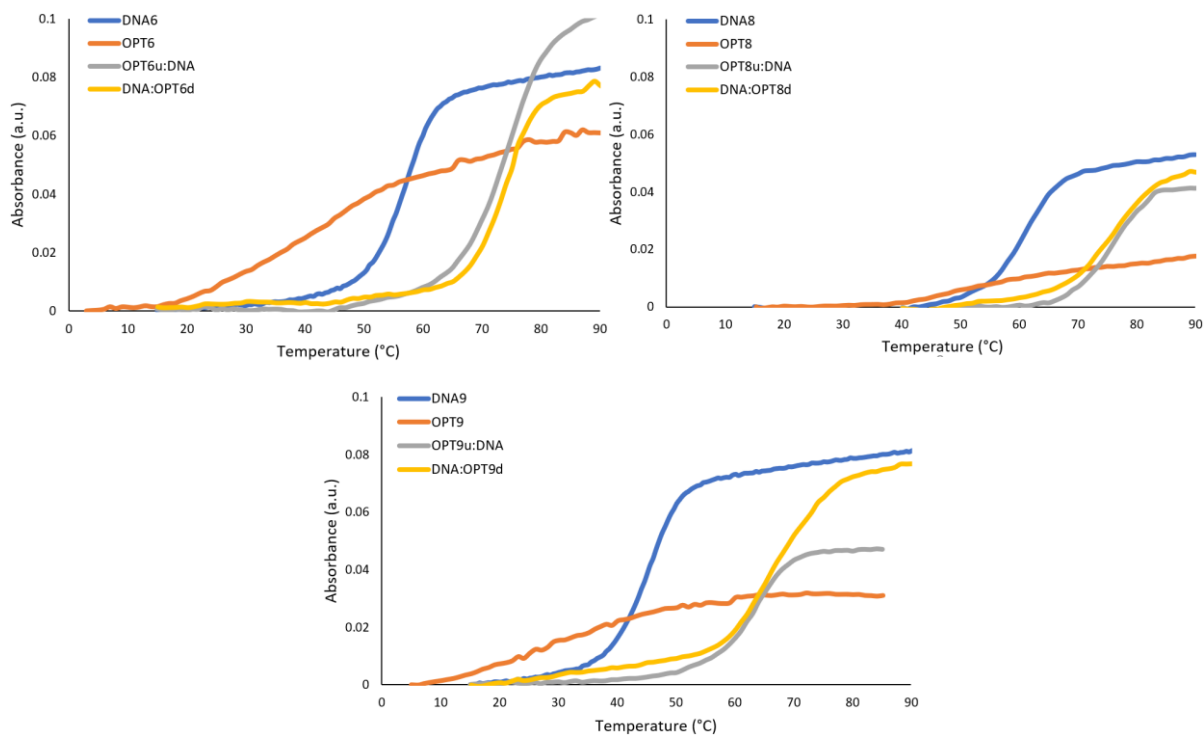 0.1
DNA6
OPT6
OPT6u:DNA
DNA:OPT6d
0.08
0.06
0.04
0.02
0
Absorbance (a.u.)
0 10 20 30 40 50 60 70 80 90
Temperature (°C)
0.1
DNA8
OPT8
OPT8u:DNA
DNA:OPT8d
0.08
0.06
0.04
0.02
0
Absorbance (a.u.)
0 10 20 30 40 50 60 70 80 90
Temperature (°C)
0.1
DNA9
OPT9
OPT9u:DNA
DNA:OPT9d
0.08
0.06
0.04
0.02
0
Absorbance (a.u.)
0 10 20 30 40 50 60 70 80 90
Temperature (°C)